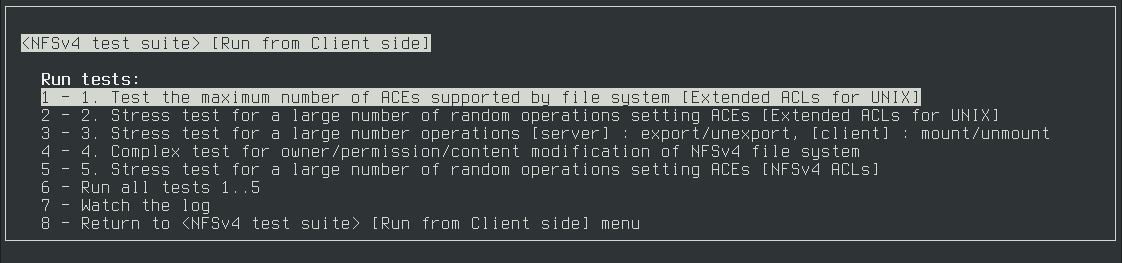 <NFSv4 test suite> [Run from Client side]
Run tests:
1 - 1. Test the maximum number of ACEs supported by file system [Extended ACLs for UNIX]
2 - 2. Stress test for a large number of random operations setting ACEs [Extended ACLs for UNIX]
3 - 3. Stress test for a large number operations [server] : export/unexport, [client] : mount/unmount
4 - 4. Complex test for owner/permission/content modification of NFSv4 file system
5 - 5. Stress test for a large number of random operations setting ACEs [NFSv4 ACLs]
6 - Run all tests 1..5
7 - Watch the log
8 - Return to <NFSv4 test suite> [Run from Client side] menu